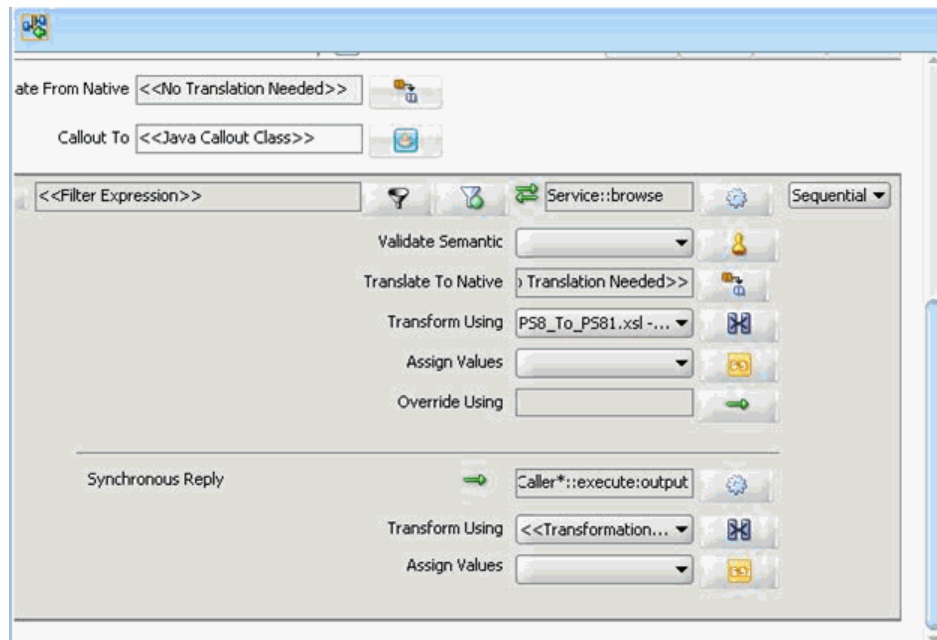 ate From Native <<No Translation Needed>>
Callout To <<Java Callout Class>>
<<Filter Expression>> Service::browse Sequential
Validate Semantic
Translate To Native Translation Needed>>
Transform Using PS8_To_PS81.xsl -...
Assign Values
Override Using
Synchronous Reply Caller*::execute:output
Transform Using <<Transformation...
Assign Values